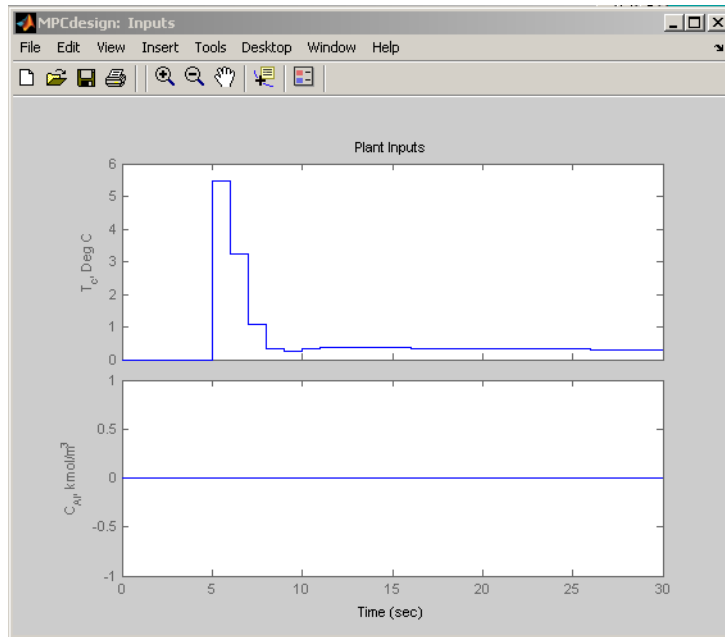 MPCdesign: Inputs
File Edit View Insert Tools Desktop Window Help
Plant Inputs
6
5
4
3
2
1
0
T_c, Deg C
1
0.5
0
-0.5
-1
C_AI, kmol/m^3
0 5 10 15 20 25 30
Time (sec)